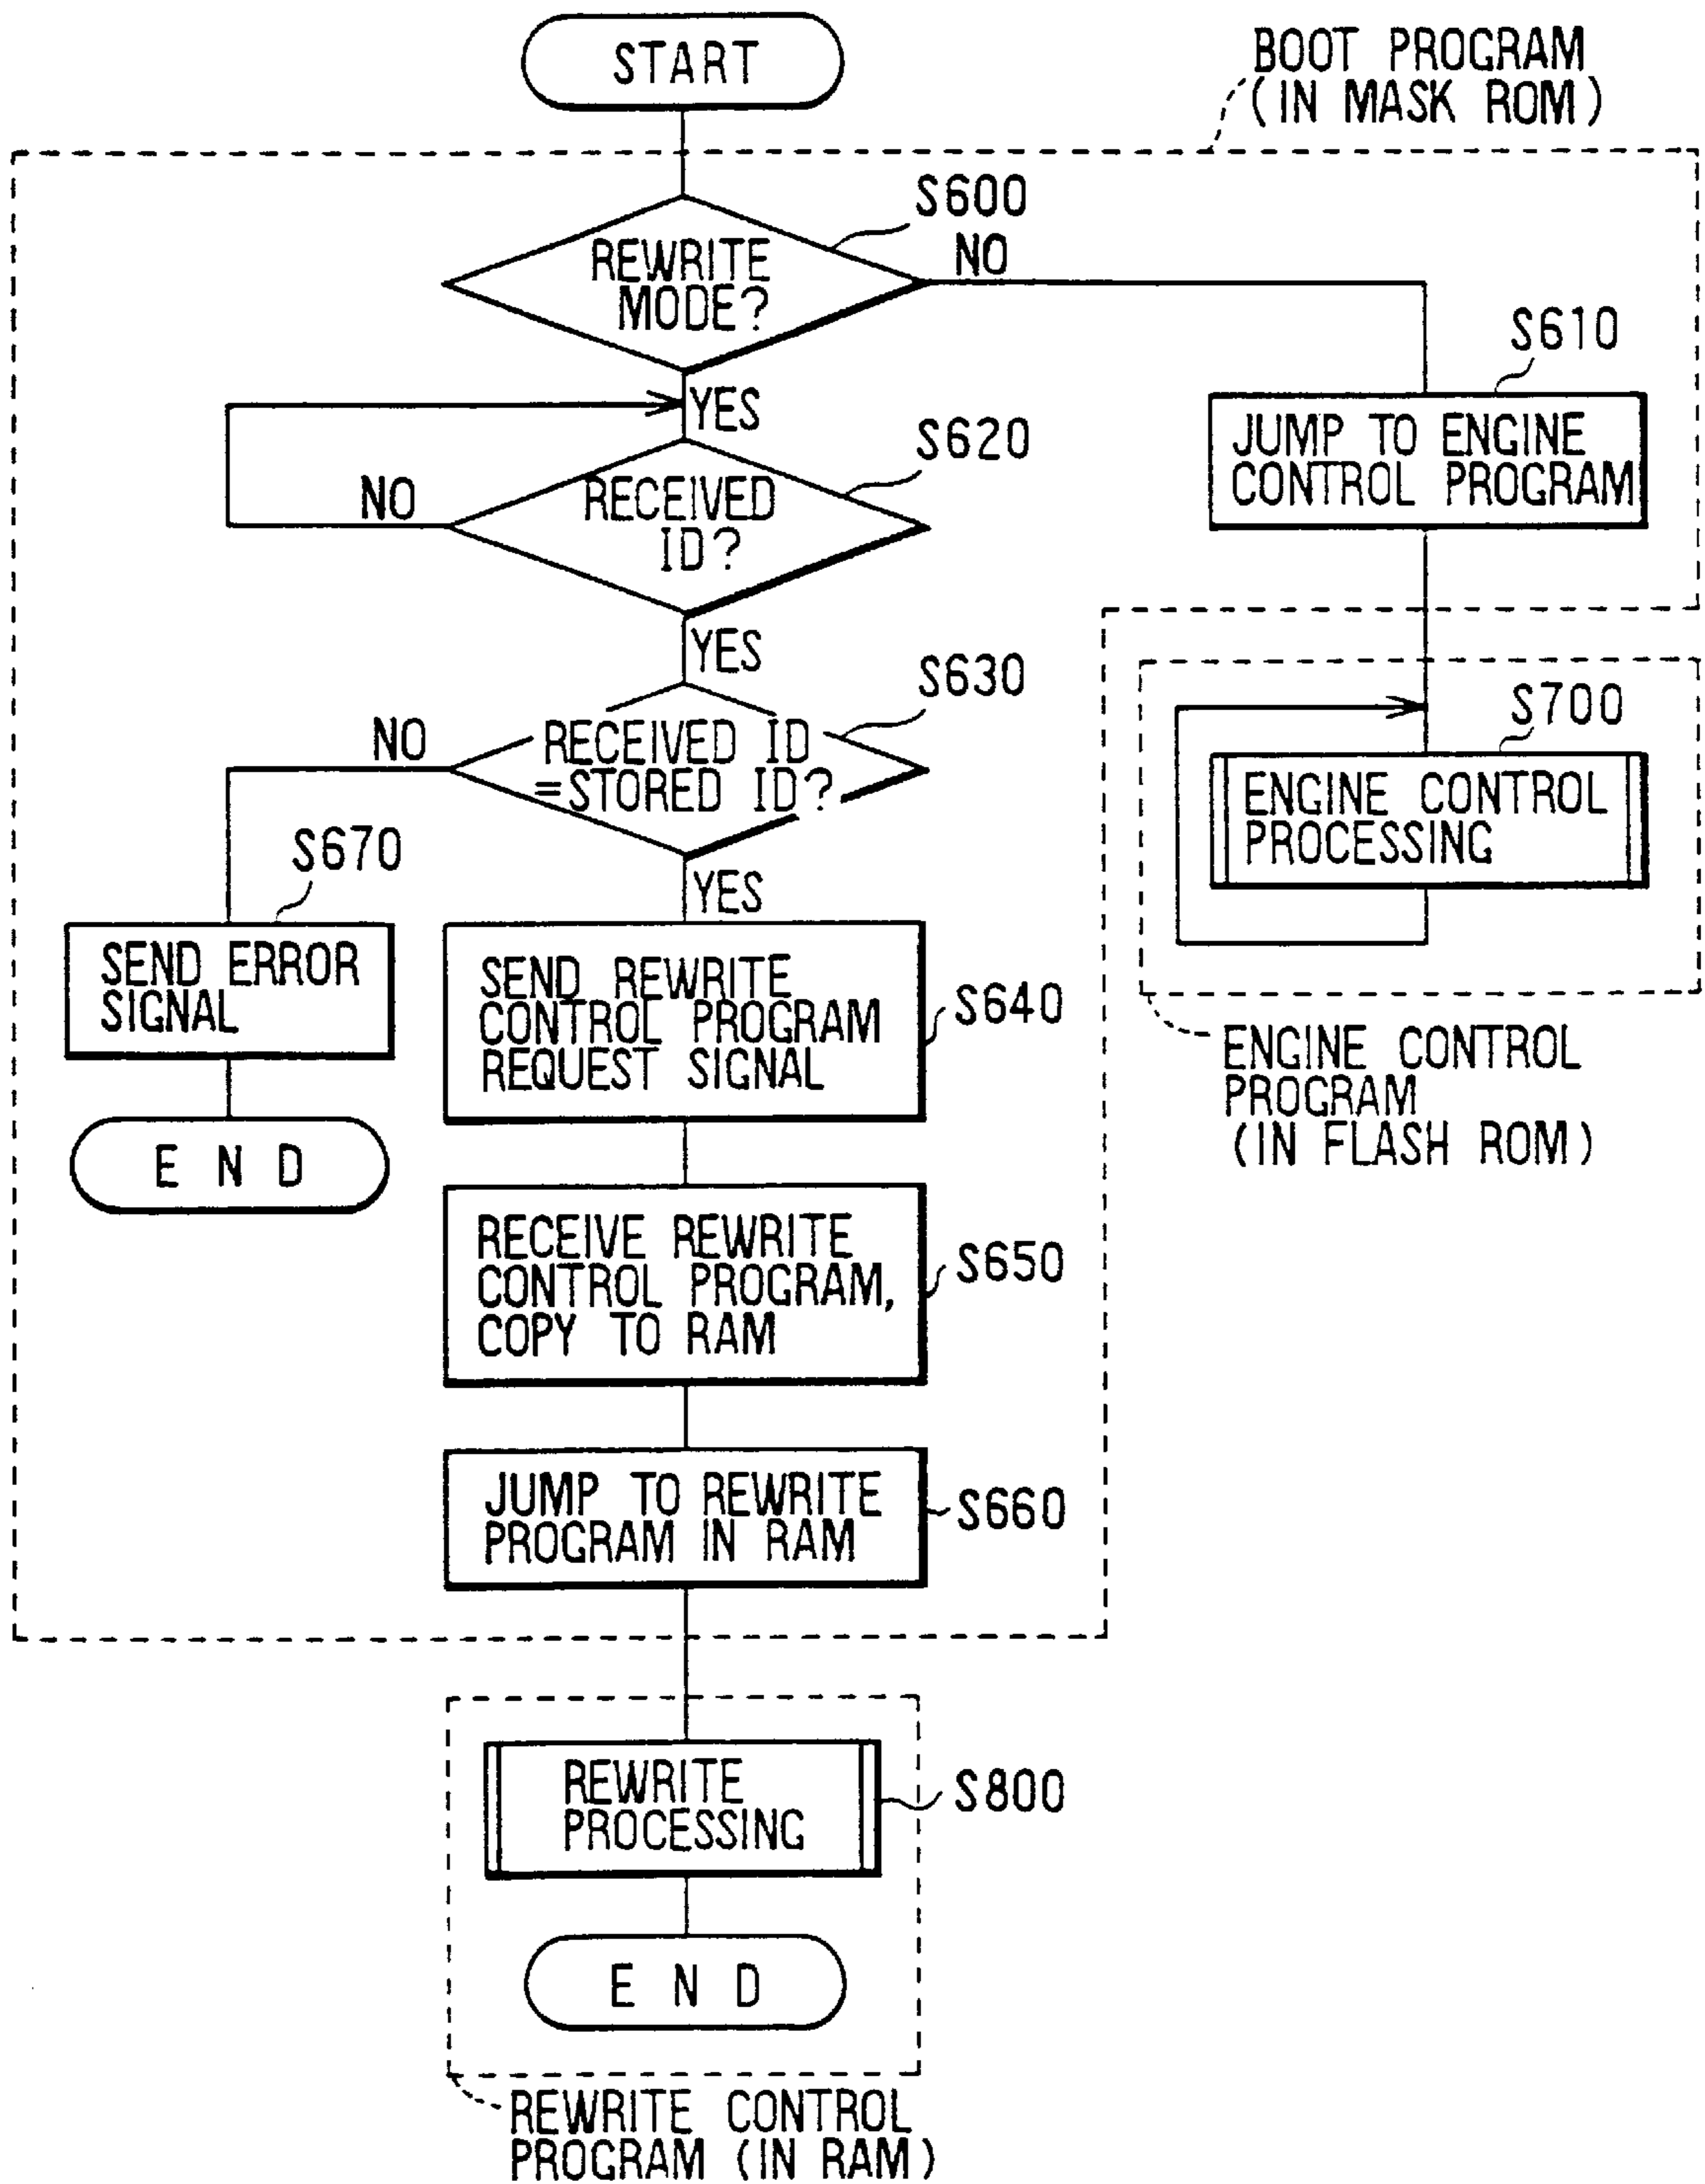 START
BOOT PROGRAM
(IN MASK ROM)
S600
REWRITE
MODE?
NO
S610
YES
JUMP TO ENGINE
CONTROL PROGRAM
S620
RECEIVED
ID?
NO
YES
S630
RECEIVED ID
=STORED ID?
NO
S700
ENGINE CONTROL
PROCESSING
S670
YES
SEND ERROR
SIGNAL
SEND REWRITE
CONTROL PROGRAM
REQUEST SIGNAL
S640
ENGINE CONTROL
PROGRAM
(IN FLASH ROM)
END
RECEIVE REWRITE
CONTROL PROGRAM,
COPY TO RAM
S650
JUMP TO REWRITE
PROGRAM IN RAM
S660
REWRITE
PROCESSING
S800
END
REWRITE CONTROL
PROGRAM (IN RAM)